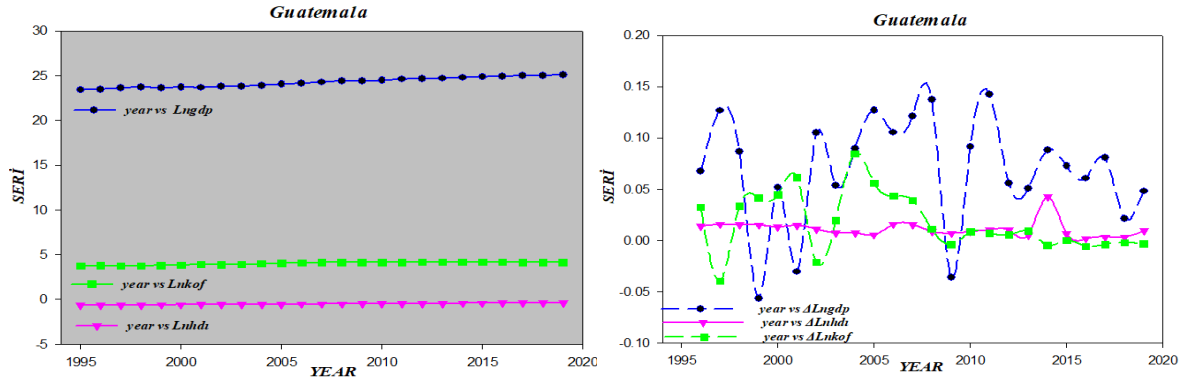 Guatemala
30
25
20
15
10
5
0
-5
SERİ
year vs Lngdp
year vs Lnkof
year vs Lnhdı
1995
2000
2005
2010
2015
2020
YEAR
Guatemala
0.20
0.15
0.10
0.05
0.00
-0.05
-0.10
SERİ
year vs ΔLngdp
year vs ΔLnhdı
year vs ΔLnkof
1995
2000
2005
2010
2015
2020
YEAR